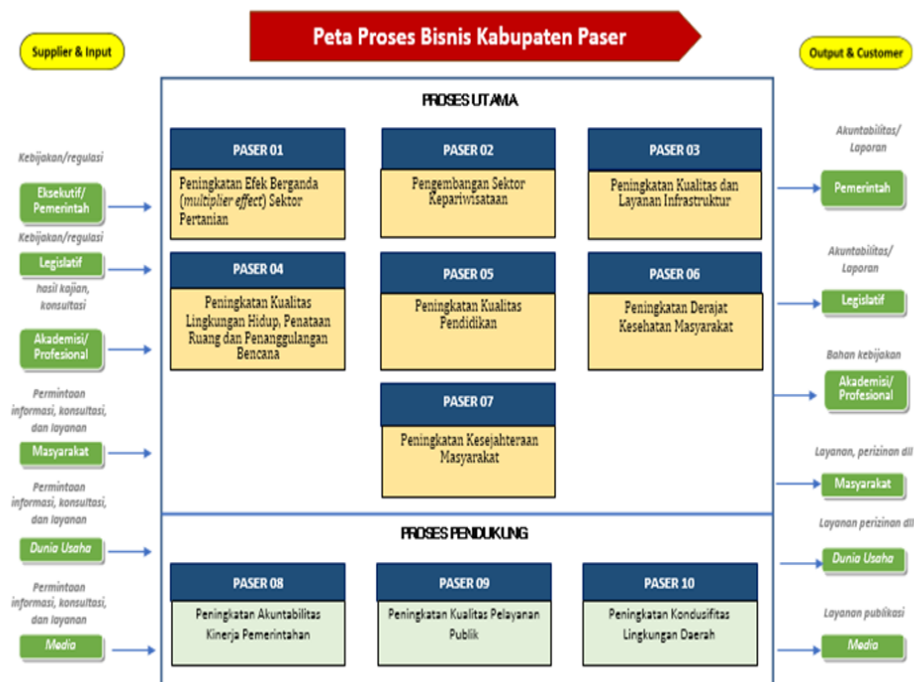 Peta Proses Bisnis Kabupaten Paser
Supplier & Input
Output & Customer
PROSES UTAMA
Kebijakan/regulasi
Eksekutif/
Pemerintah
Kebijakan/regulasi
Legislatif
hasil kajian,
konsultasi
Akademisi/
Profesional
Permintaan
informasi, konsultasi,
dan layanan
Masyarakat
Permintaan
informasi, konsultasi,
dan layanan
Dunia Usaha
Permintaan
informasi, konsultasi,
dan layanan
Media
PASER 01
Peningkatan Efek Berganda
(multiplier effect) Sektor
Pertanian
PASER 02
Pengembangan Sektor
Kepariwisataan
PASER 03
Peningkatan Kualitas dan
Layanan Infrastruktur
PASER 04
Peningkatan Kualitas
Lingkungan Hidup, Penataan
Ruang dan Penanggulangan
Bencana
PASER 05
Peningkatan Kualitas
Pendidikan
PASER 06
Peningkatan Derajat
Kesehatan Masyarakat
PASER 07
Peningkatan Kesejahteraan
Masyarakat
PROSES PENDUKUNG
PASER 08
Peningkatan Akuntabilitas
Kinerja Pemerintahan
PASER 09
Peningkatan Kualitas Pelayanan
Publik
PASER 10
Peningkatan Kondusifitas
Lingkungan Daerah
Akuntabilitas/
Laporan
Pemerintah
Akuntabilitas/
Laporan
Legislatif
Bahan kebijakan
Akademisi/
Profesional
Layanan, perizinan dll
Masyarakat
Layanan perizinan dll
Dunia Usaha
Layanan publikasi
Media